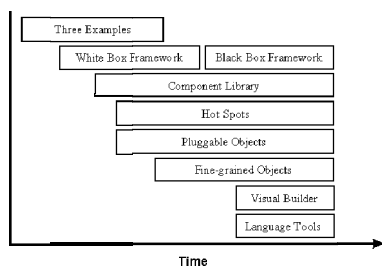 Three Examples
White Box Framework Black Box Framework
Component Library
Hot Spots
Pluggable Objects
Fine-grained Objects
Visual Builder
Language Tools
Time